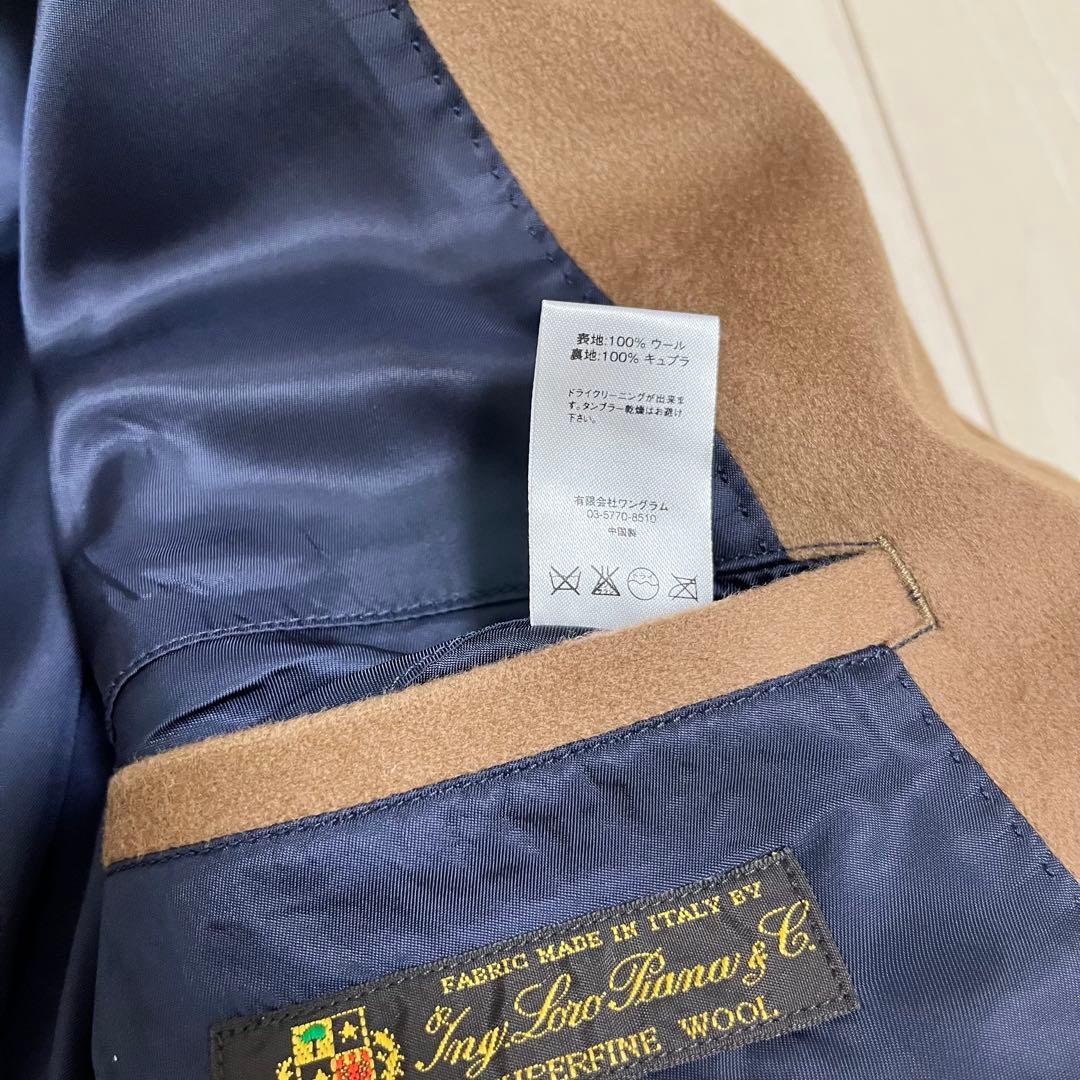 表地:100% ウール
裏地:100% キュプラ
ドライクリーニングが出来ま
す。タンブラー乾燥はお避け
下さい。
有限会社ワングラム
03-5770-8510
中国製
FABRIC MADE IN ITALY BY
Ing. Loro Piana & C.
SUPERFINE WOOL